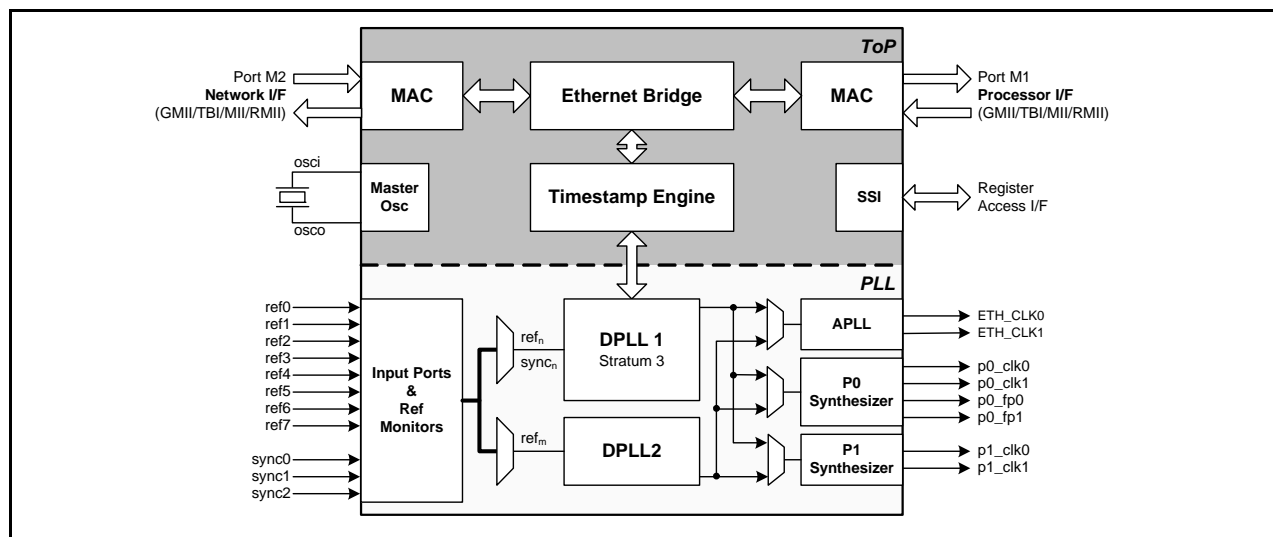 ToP
Port M2
Network I/F
(GMII/TBI/MII/RMII)
MAC
Ethernet Bridge
MAC
Port M1
Processor I/F
(GMII/TBI/MII/RMII)
osci
osco
Master
Osc
Timestamp Engine
SSI
Register
Access I/F
PLL
ref0
ref1
ref2
ref3
ref4
ref5
ref6
ref7
sync0
sync1
sync2
Input Ports
&
Ref
Monitors
refn
syncn
refm
DPLL 1
Stratum 3
DPLL2
APLL
P0
Synthesizer
P1
Synthesizer
ETH_CLK0
ETH_CLK1
p0_clk0
p0_clk1
p0_fp0
p0_fp1
p1_clk0
p1_clk1